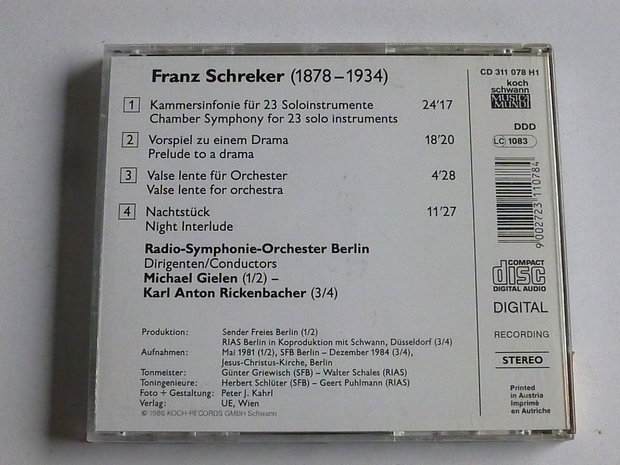 Franz Schreker (1878–1934)
1 Kammersinfonie für 23 Soloinstrumente 24'17
Chamber Symphony for 23 solo instruments
2 Vorspiel zu einem Drama 18'20
Prelude to a drama
3 Valse lente für Orchester 4'28
Valse lente for orchestra
4 Nachtstück 11'27
Night Interlude
Radio-Symphonie-Orchester Berlin
Dirigenten/Conductors
Michael Gielen (1/2) –
Karl Anton Rickenbacher (3/4)
Produktion: Sender Freies Berlin (1/2)
RIAS Berlin in Koproduktion mit Schwann, Düsseldorf (3/4)
Aufnahmen: Mai 1981 (1/2), SFB Berlin – Dezember 1984 (3/4),
Jesus-Christus-Kirche, Berlin
Tonmeister: Günter Griewisch (SFB) – Walter Schales (RIAS)
Toningenieure: Herbert Schlüter (SFB) – Geert Puhlmann (RIAS)
Foto + Gestaltung: Peter J. Kahrl
Verlag: UE, Wien
© 1986 KOCH-RECORDS GMBH Schwann
CD 311 078 H1
koch
schwann
MUSICA
MUNDI
DDD
LC 1083
9 002723 110784
COMPACT
disc
DIGITAL AUDIO
DIGITAL
RECORDING
STEREO
Printed
in Austria
Imprimé
en Autriche